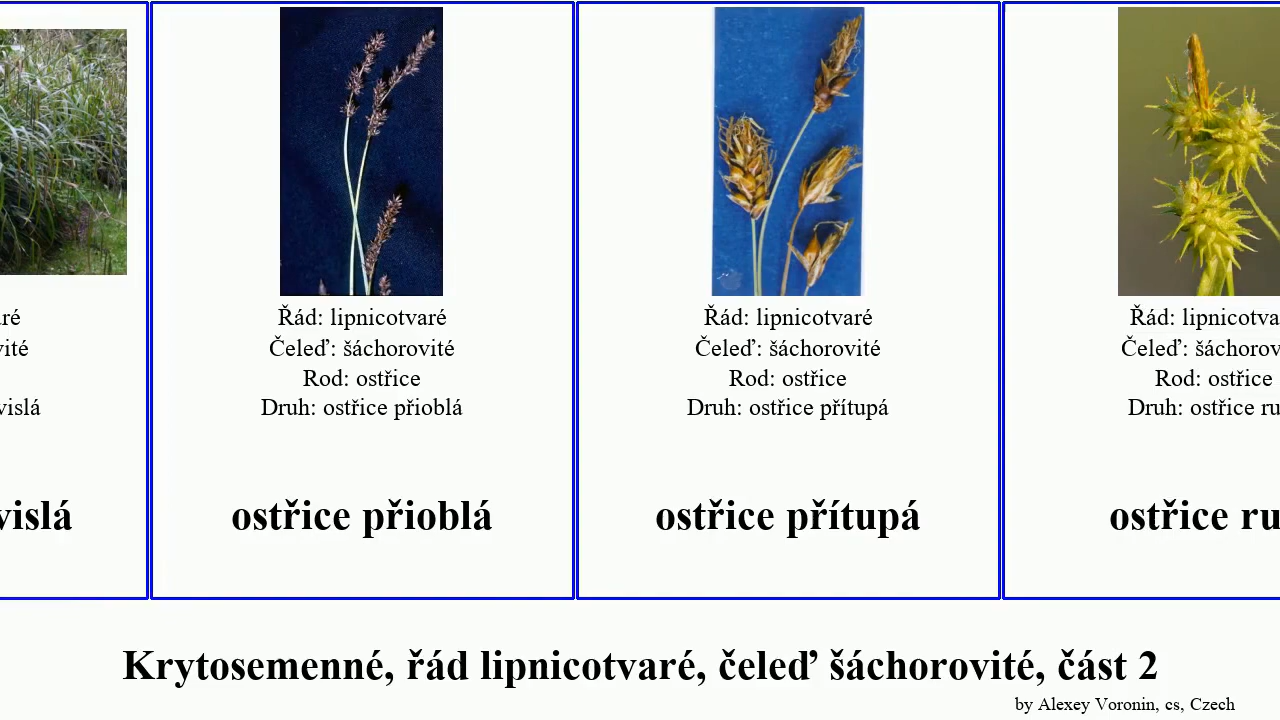 ré
vité
vislá
vislá
Řád: lipnicotvaré
Čeleď: šáchorovité
Rod: ostřice
Druh: ostřice přioblá
ostřice přioblá
Řád: lipnicotvaré
Čeleď: šáchorovité
Rod: ostřice
Druh: ostřice přítupá
ostřice přítupá
Řád: lipnicotva
Čeleď: šáchorov
Rod: ostřice
Druh: ostřice ru
ostřice ru
Krytosemenné, řád lipnicotvaré, čeleď šáchorovité, část 2
by Alexey Voronin, cs, Czech